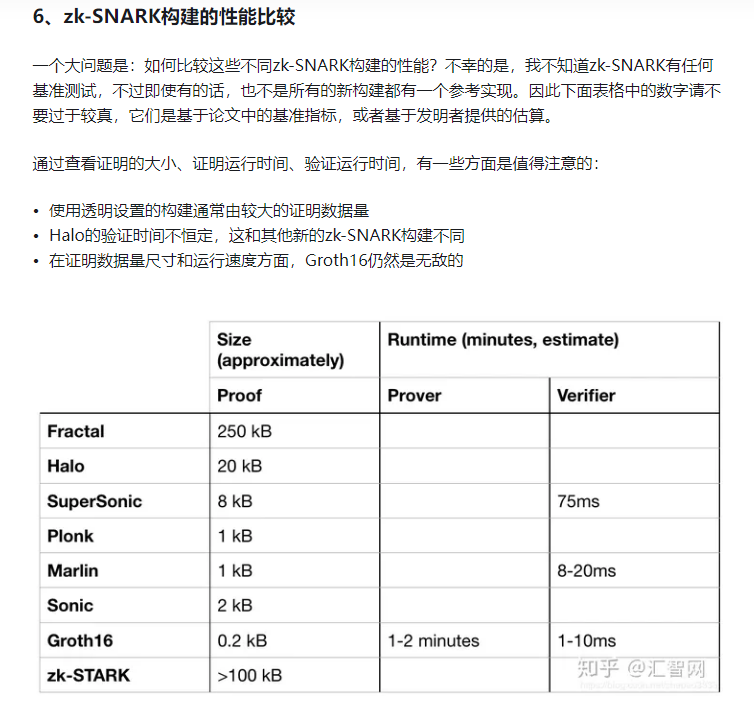 6、zk-SNARK构建的性能比较
一个大问题是：如何比较这些不同zk-SNARK构建的性能？不幸的是，我不知道zk-SNARK有任何
基准测试，不过即使有的话，也不是所有的新构建都有一个参考实现。因此下面表格中的数字请不
要过于较真，它们是基于论文中的基准指标，或者基于发明者提供的估算。
通过查看证明的大小、证明运行时间、验证运行时间，有一些方面是值得注意的：
• 使用透明设置的构建通常由较大的证明数据量
• Halo的验证时间不恒定，这和其他新的zk-SNARK构建不同
• 在证明数据量尺寸和运行速度方面，Groth16仍然是无敌的
Size (approximately) Runtime (minutes, estimate)
Proof Prover Verifier
Fractal 250 kB
Halo 20 kB
SuperSonic 8 kB 75ms
Plonk 1 kB
Marlin 1 kB 8-20ms
Sonic 2 kB
Groth16 0.2 kB 1-2 minutes 1-10ms
zk-STARK >100 kB
知乎 @汇智网